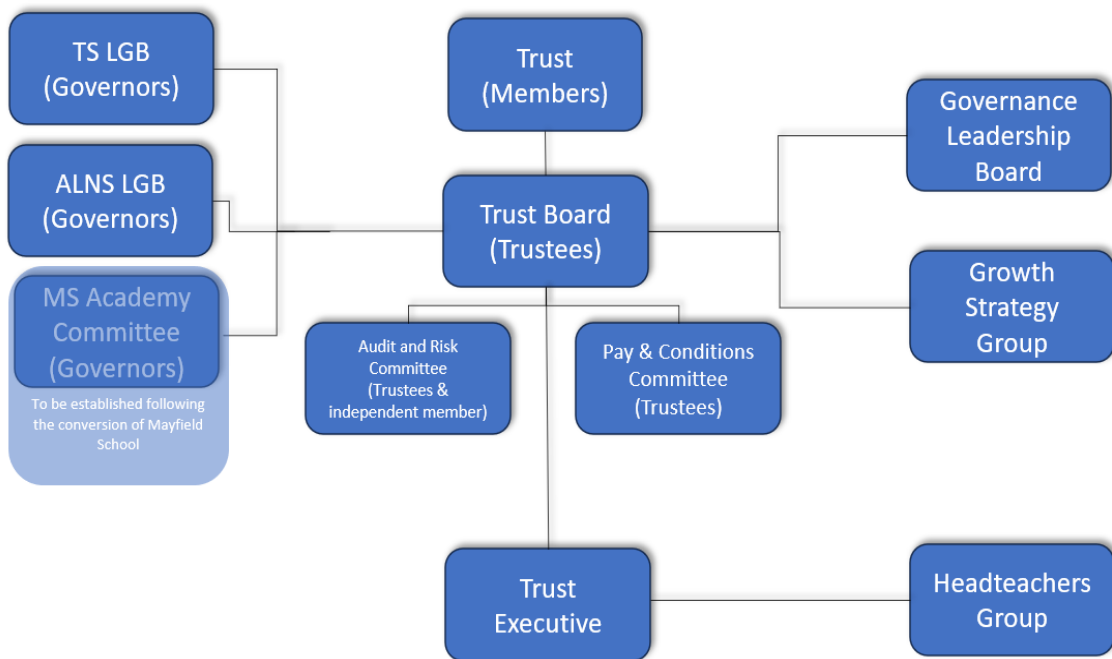 TS LGB
(Governors)
Trust
(Members)
Governance
Leadership
Board
ALNS LGB
(Governors)
Trust Board
(Trustees)
MS Academy
Committee
(Governors)
To be established following
the conversion of Mayfield
School
Growth
Strategy
Group
Audit and Risk
Committee
(Trustees &
independent member)
Pay & Conditions
Committee
(Trustees)
Trust
Executive
Headteachers
Group